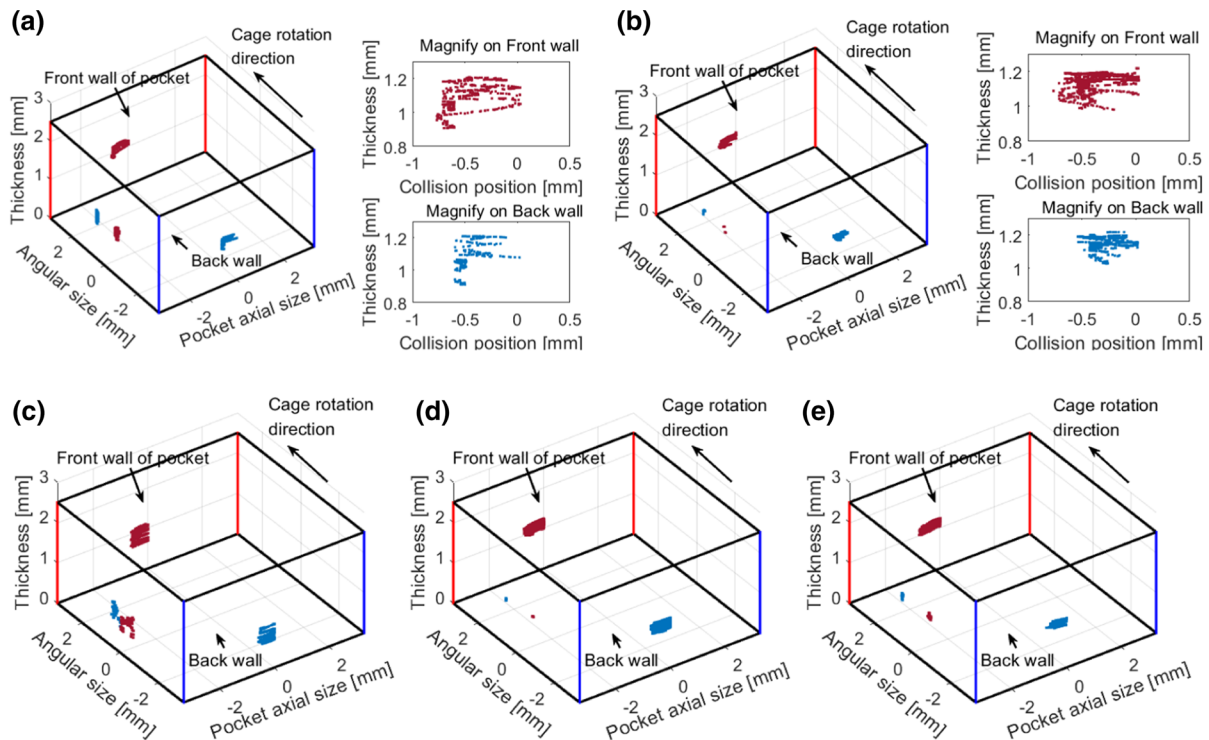 (a)
Cage rotation
direction
Front wall of pocket
Thickness [mm]
3
2
1
0
Back wall
Angular size [mm]
2
0
-2
Pocket axial size [mm]
-2
0
2
Magnify on Front wall
Thickness [mm]
1.2
1
0.8
-1 -0.5 0 0.5
Collision position [mm]
Magnify on Back wall
Thickness [mm]
1.2
1
0.8
-1 -0.5 0 0.5
Collision position [mm]
(b)
Cage rotation
direction
Front wall of pocket
Thickness [mm]
3
2
1
0
Back wall
Angular size [mm]
2
0
-2
Pocket axial size [mm]
-2
0
2
Magnify on Front wall
Thickness [mm]
1.2
1
0.8
-1 -0.5 0 0.5
Collision position [mm]
Magnify on Back wall
Thickness [mm]
1.2
1
0.8
-1 -0.5 0 0.5
Collision position [mm]
(c)
Cage rotation
direction
Front wall of pocket
Thickness [mm]
3
2
1
0
Back wall
Angular size [mm]
2
0
-2
Pocket axial size [mm]
-2
0
2
(d)
Cage rotation
direction
Front wall of pocket
Thickness [mm]
3
2
1
0
Back wall
Angular size [mm]
2
0
-2
Pocket axial size [mm]
-2
0
2
(e)
Cage rotation
direction
Front wall of pocket
Thickness [mm]
3
2
1
0
Back wall
Angular size [mm]
2
0
-2
Pocket axial size [mm]
-2
0
2